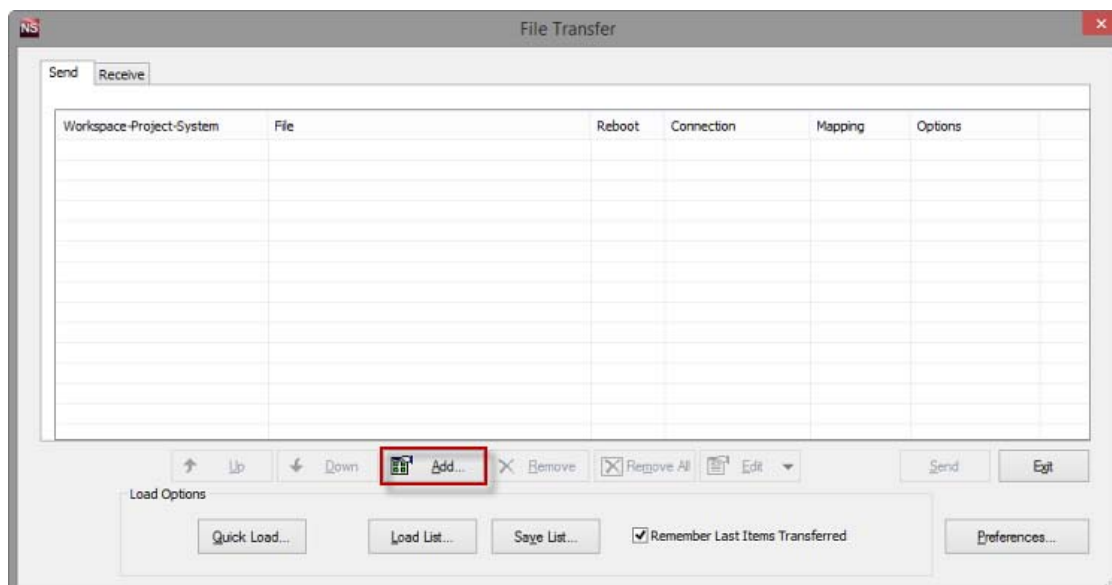 NS File Transfer
Send Receive
Workspace-Project-System File Reboot Connection Mapping Options
Up Down Add... Remove Remove All Edit Send Exit
Load Options
Quick Load... Load List... Save List... Remember Last Items Transferred Preferences...